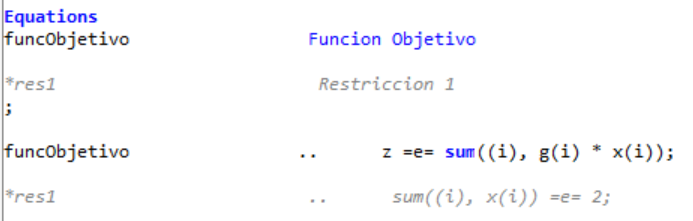 Equations
funcObjetivo Funcion Objetivo
*res1 Restriccion 1
;
funcObjetivo .. z =e= sum((i), g(i) * x(i));
*res1 .. sum((i), x(i)) =e= 2;